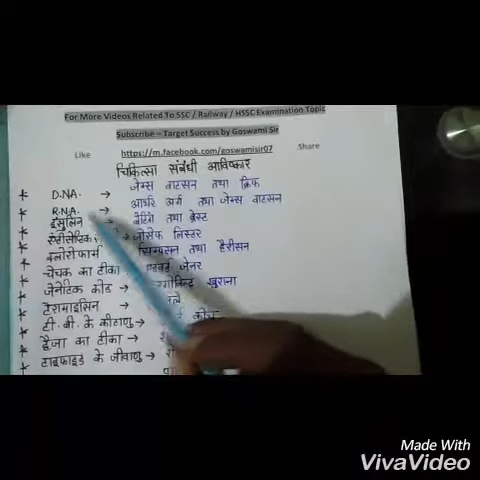 For More Videos Related To SSC / Railway / HSSC Examination Topic
Subscribe – Target Success by Goswami Sir
Like https://m.facebook.com/goswamisir07 Share
चिकित्सा संबंधी आविष्कार
* D.NA. → जेम्स वाटसन तथा क्रिक
* R.N.A. → आर्थर अर्ग तथा जेम्स वाटसन
* इंसुलिन → बेटिंग तथा बेस्ट
* एंटीसेप्टिक → जोसेफ लिस्टर
* क्लोरोफार्म सिम्पसन तथा हैरीसन
* चेचक का टीका जेनर
* जेनेटिक कोड → खुराना
* टेरामाइसिन →
* टी. बी. के कीटाणु →
* हैजा का टीका →
* टाइफाइड के जीवाणु →
Made With
VivaVideo